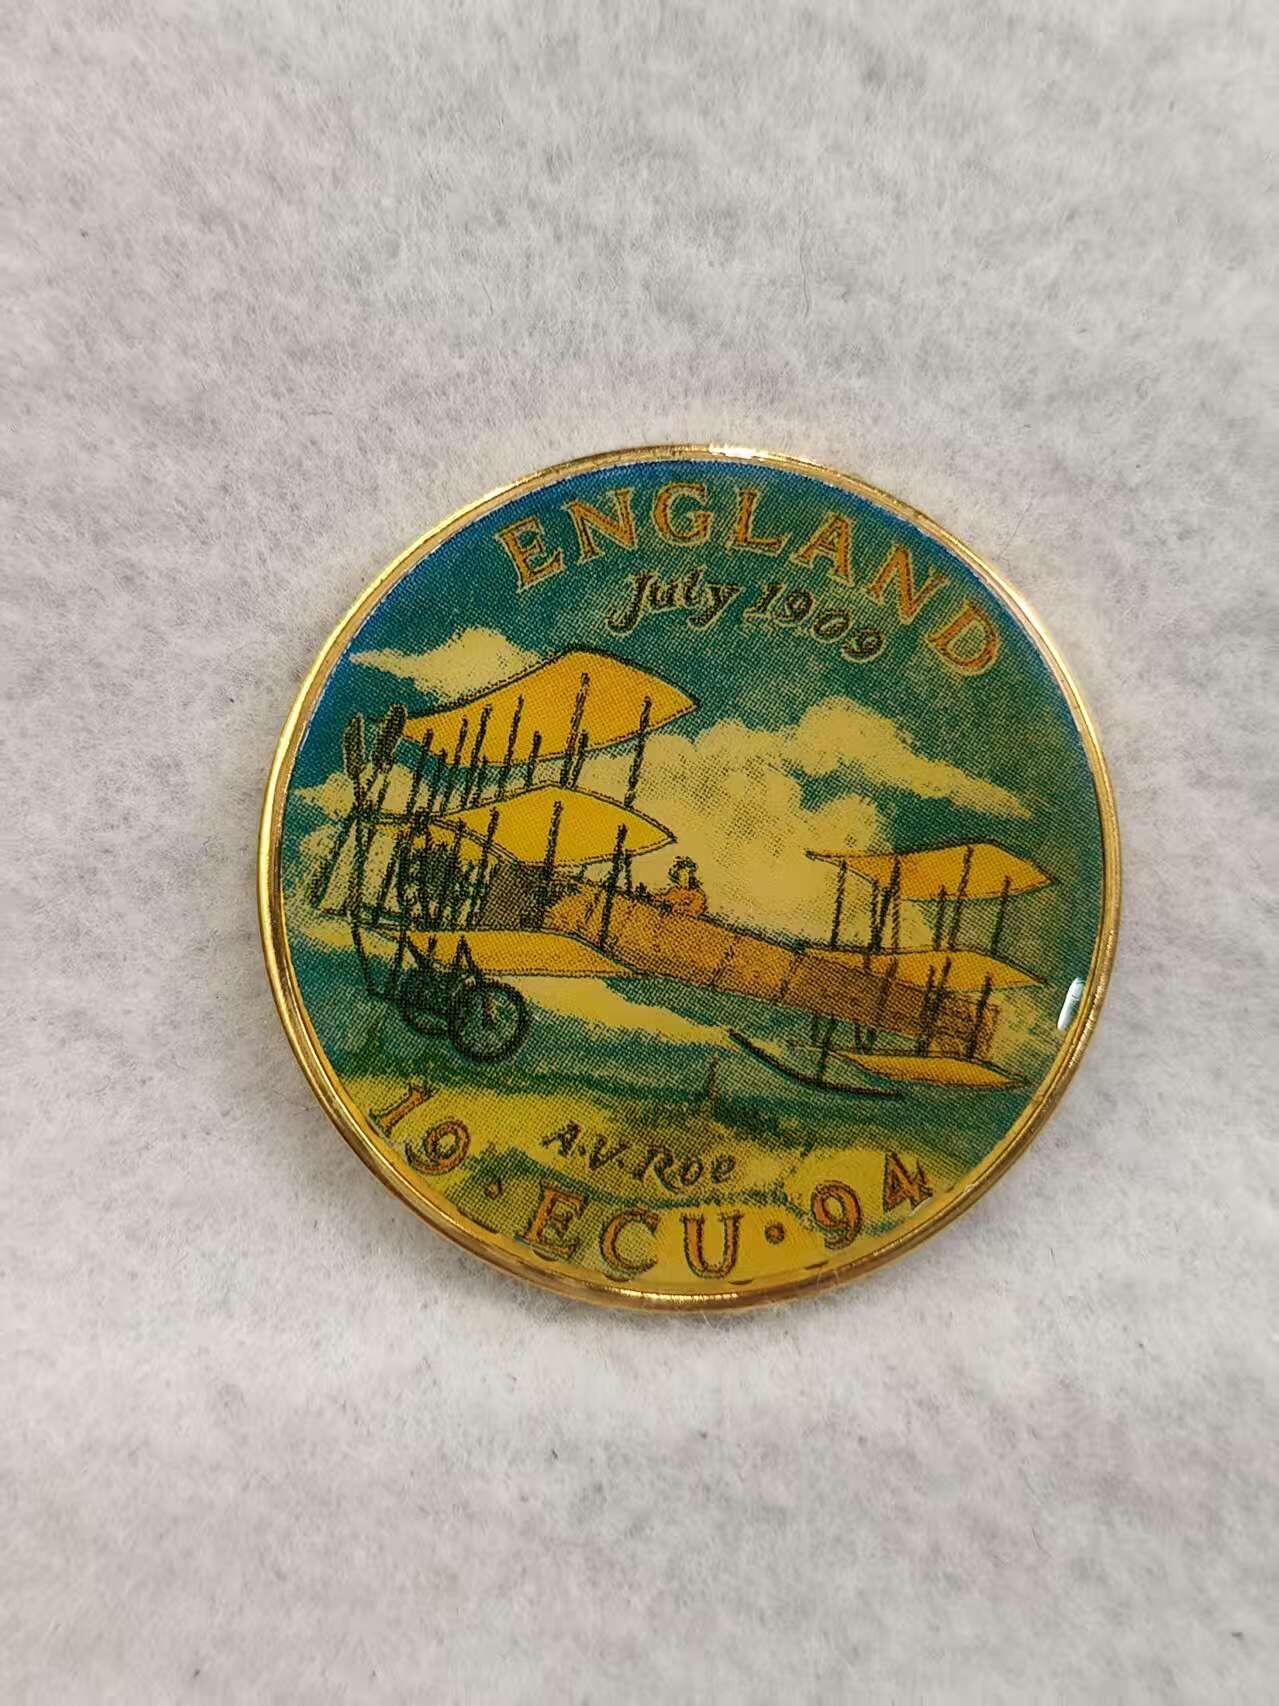 ENGLAND
July 1909
A.V. Roe
19 · ECU · 94